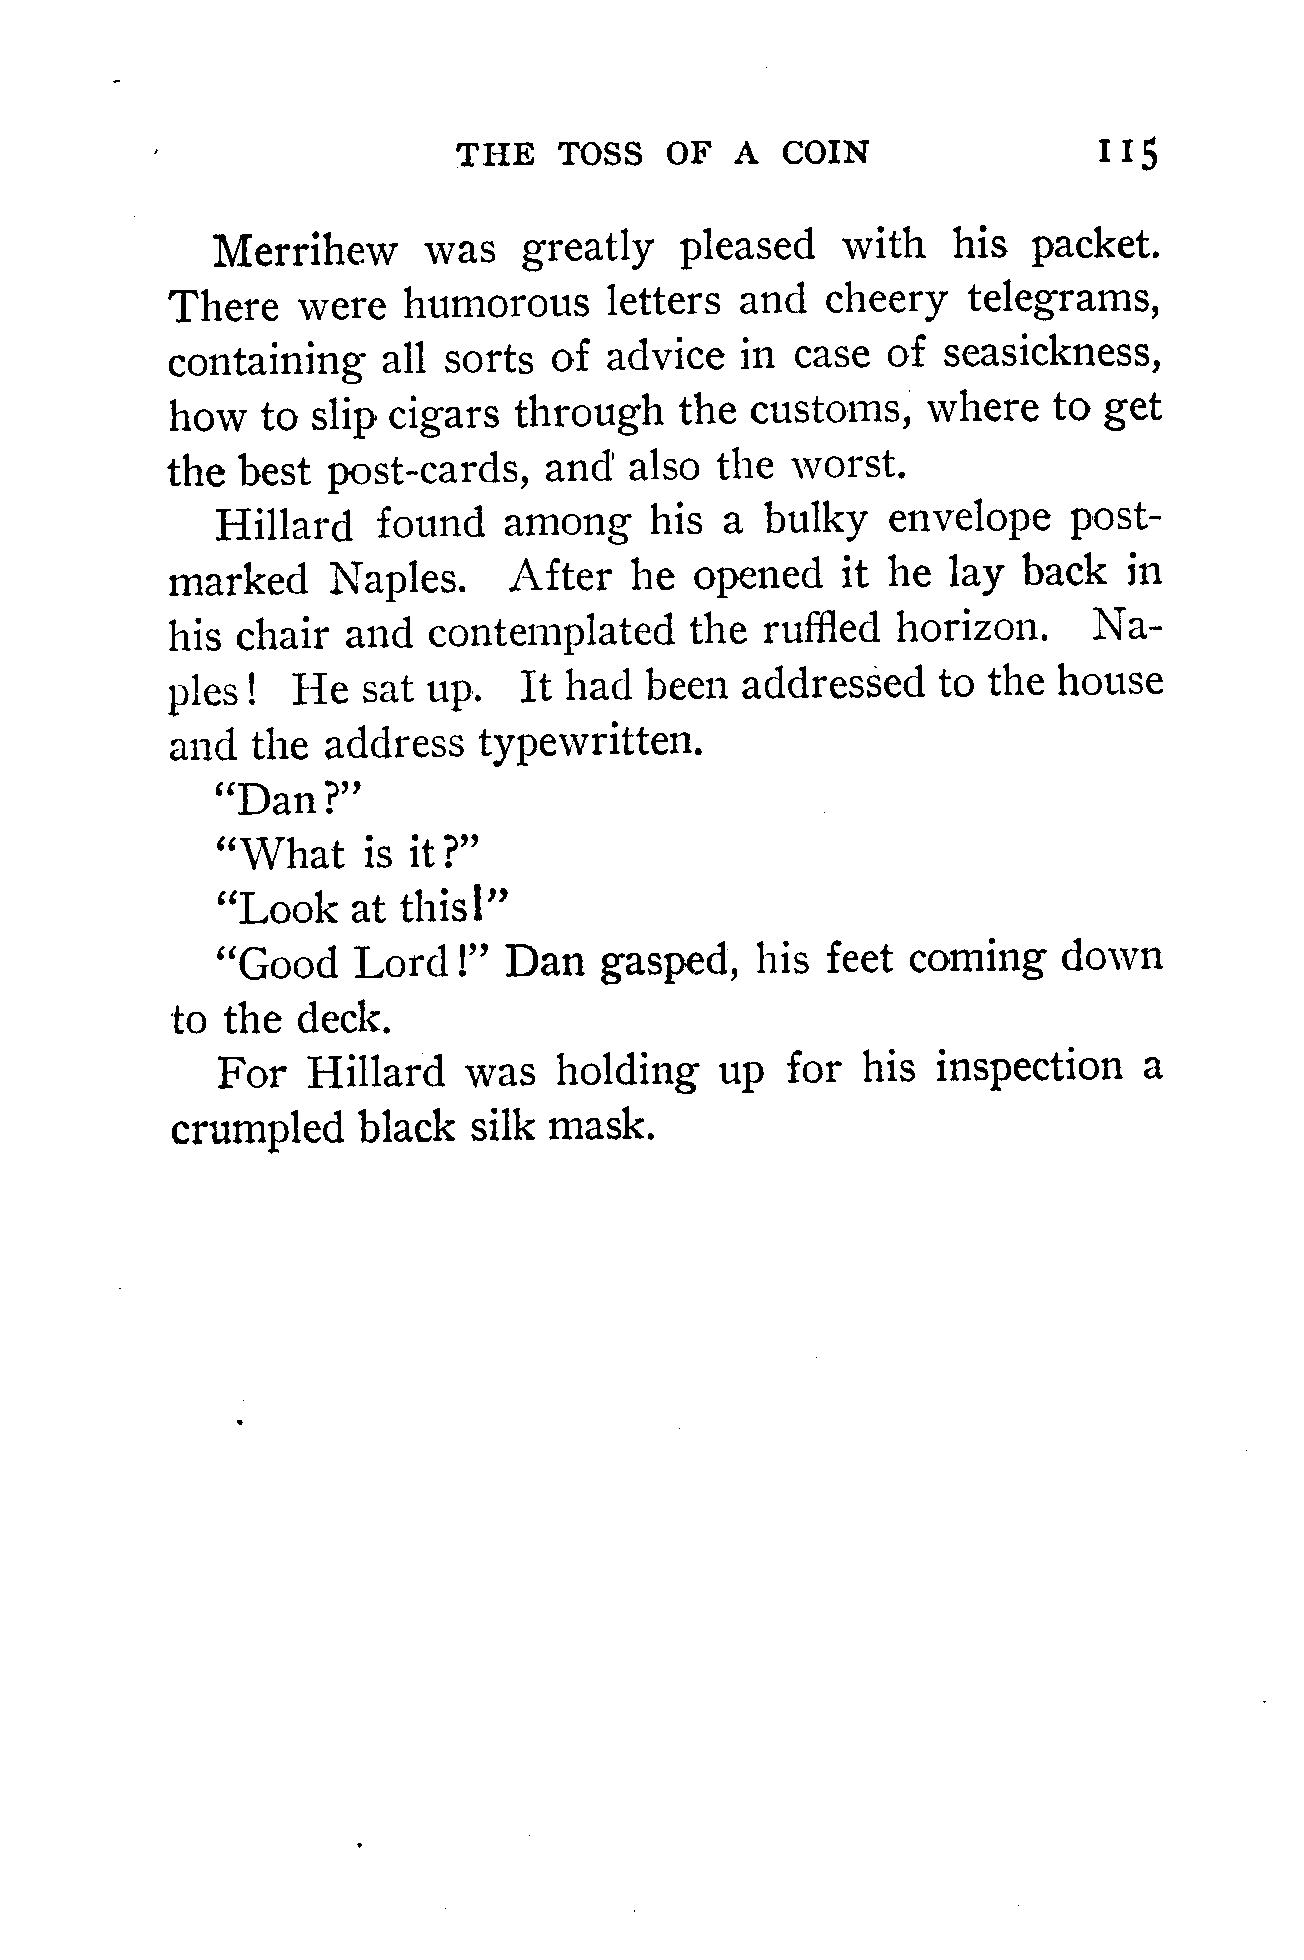 THE TOSS OF A COIN 115
Merrihew was greatly pleased with his packet.
There were humorous letters and cheery telegrams,
containing all sorts of advice in case of seasickness,
how to slip cigars through the customs, where to get
the best post-cards, and also the worst.
Hillard found among his a bulky envelope post-
marked Naples. After he opened it he lay back in
his chair and contemplated the ruffled horizon. Na-
ples! He sat up. It had been addressed to the house
and the address typewritten.
“Dan?”
“What is it?”
“Look at this!”
“Good Lord!” Dan gasped, his feet coming down
to the deck.
For Hillard was holding up for his inspection a
crumpled black silk mask.